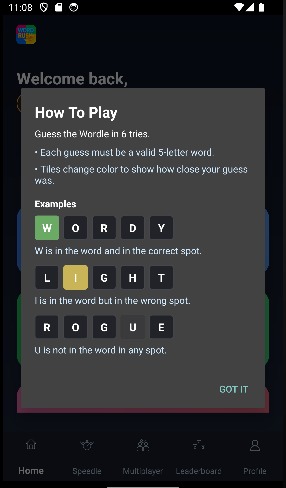 11:08
WORD
RUSH
Welcome back,
How To Play
Guess the Wordle in 6 tries.
• Each guess must be a valid 5-letter word.
• Tiles change color to show how close your guess
was.
Examples
W O R D Y
W is in the word and in the correct spot.
L I G H T
I is in the word but in the wrong spot.
R O G U E
U is not in the word in any spot.
GOT IT
Home Speedle Multiplayer Leaderboard Profile